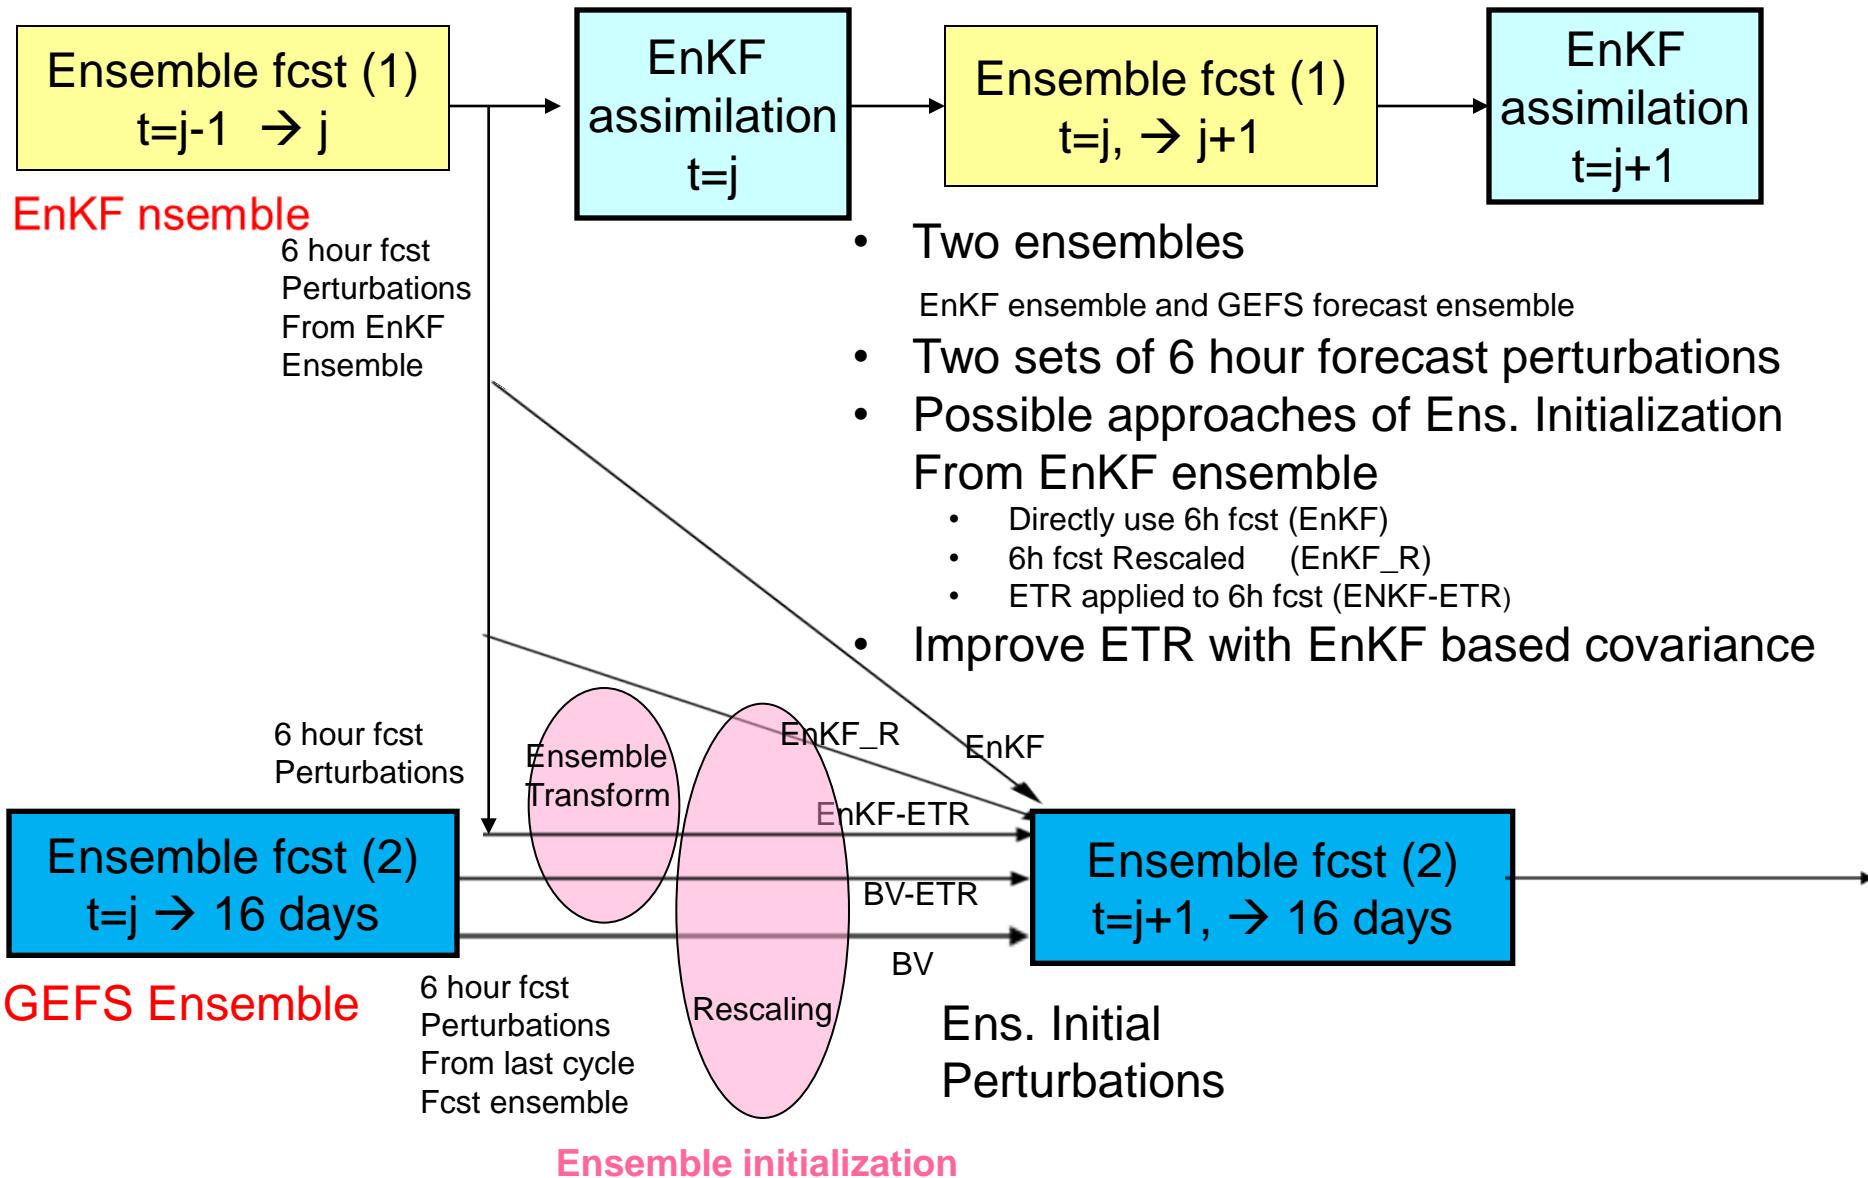 Ensemble fcst (1)
t=j-1 → j
EnKF
assimilation
t=j
Ensemble fcst (1)
t=j, → j+1
EnKF
assimilation
t=j+1
EnKF nsemble
6 hour fcst
Perturbations
From EnKF
Ensemble
• Two ensembles
EnKF ensemble and GEFS forecast ensemble
• Two sets of 6 hour forecast perturbations
• Possible approaches of Ens. Initialization
From EnKF ensemble
• Directly use 6h fcst (EnKF)
• 6h fcst Rescaled (EnKF_R)
• ETR applied to 6h fcst (ENKF-ETR)
• Improve ETR with EnKF based covariance
6 hour fcst
Perturbations
Ensemble
Transform
EnKF_R
EnKF
EnKF-ETR
BV-ETR
BV
Rescaling
Ensemble fcst (2)
t=j → 16 days
Ensemble fcst (2)
t=j+1, → 16 days
GEFS Ensemble
6 hour fcst
Perturbations
From last cycle
Fcst ensemble
Ens. Initial
Perturbations
Ensemble initialization